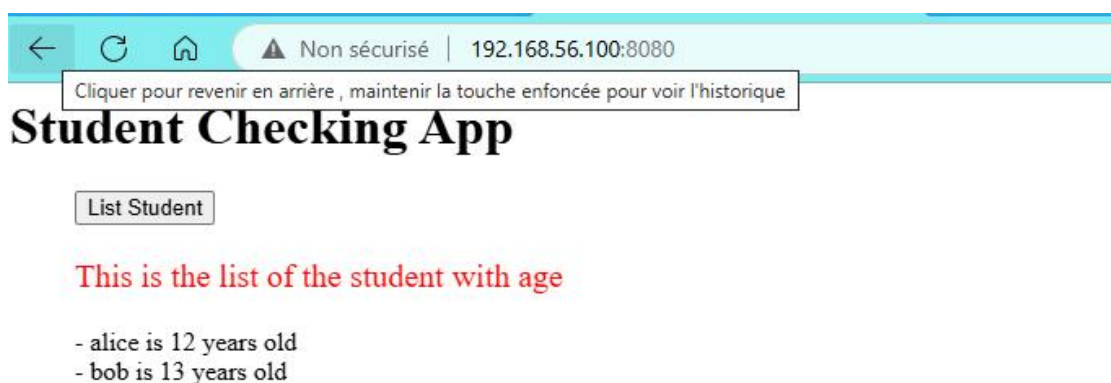 Non sécurisé | 192.168.56.100:8080
Cliquer pour revenir en arrière , maintenir la touche enfoncée pour voir l'historique
Student Checking App
List Student
This is the list of the student with age
- alice is 12 years old
- bob is 13 years old